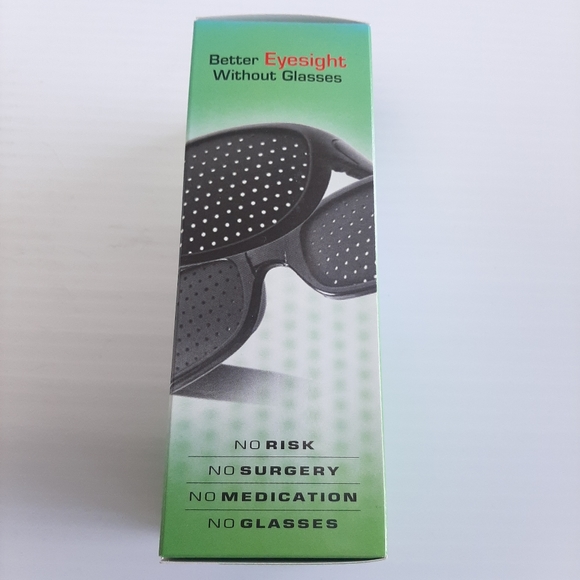 Better Eyesight
Without Glasses
NO RISK
NO SURGERY
NO MEDICATION
NO GLASSES